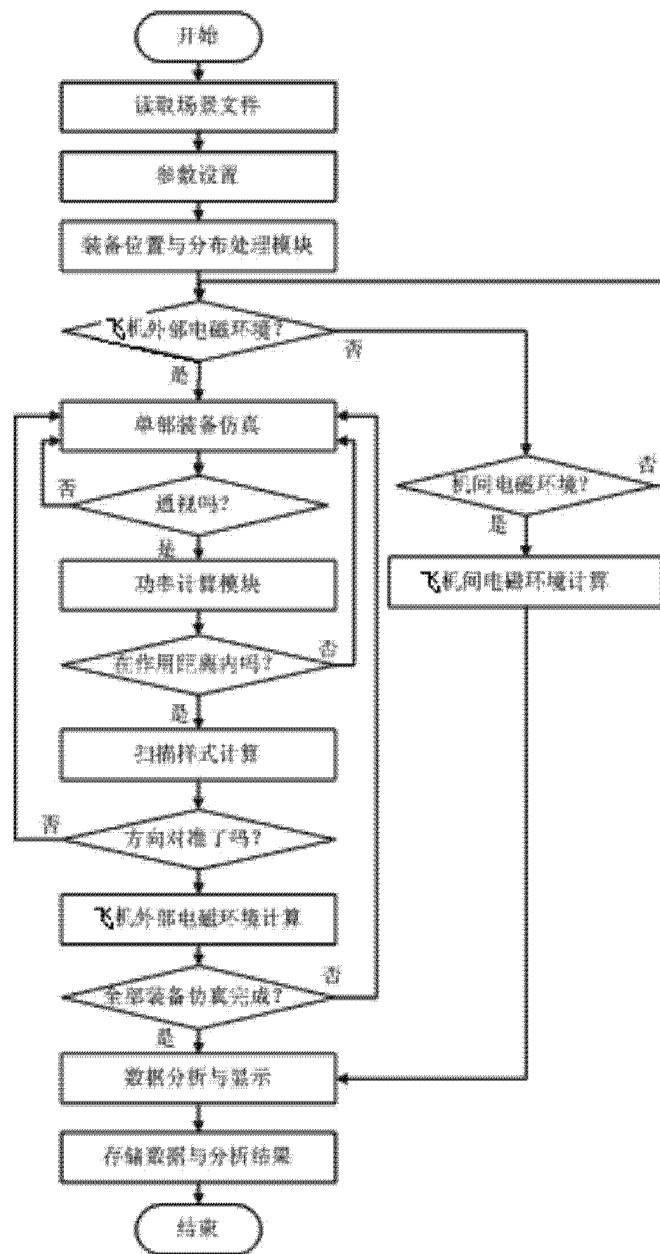 开始
读取场景文件
参数设置
装备位置与分布处理模块
飞机外部电磁环境?
否
是
单部装备仿真
否
通视吗?
机间电磁环境?
否
是
是
功率计算模块
飞机间电磁环境计算
在作用距离内吗?
否
是
扫描样式计算
否
方向对准了吗?
飞机外部电磁环境计算
全部装备仿真完成?
否
是
数据分析与显示
存储数据与分析结果
结束